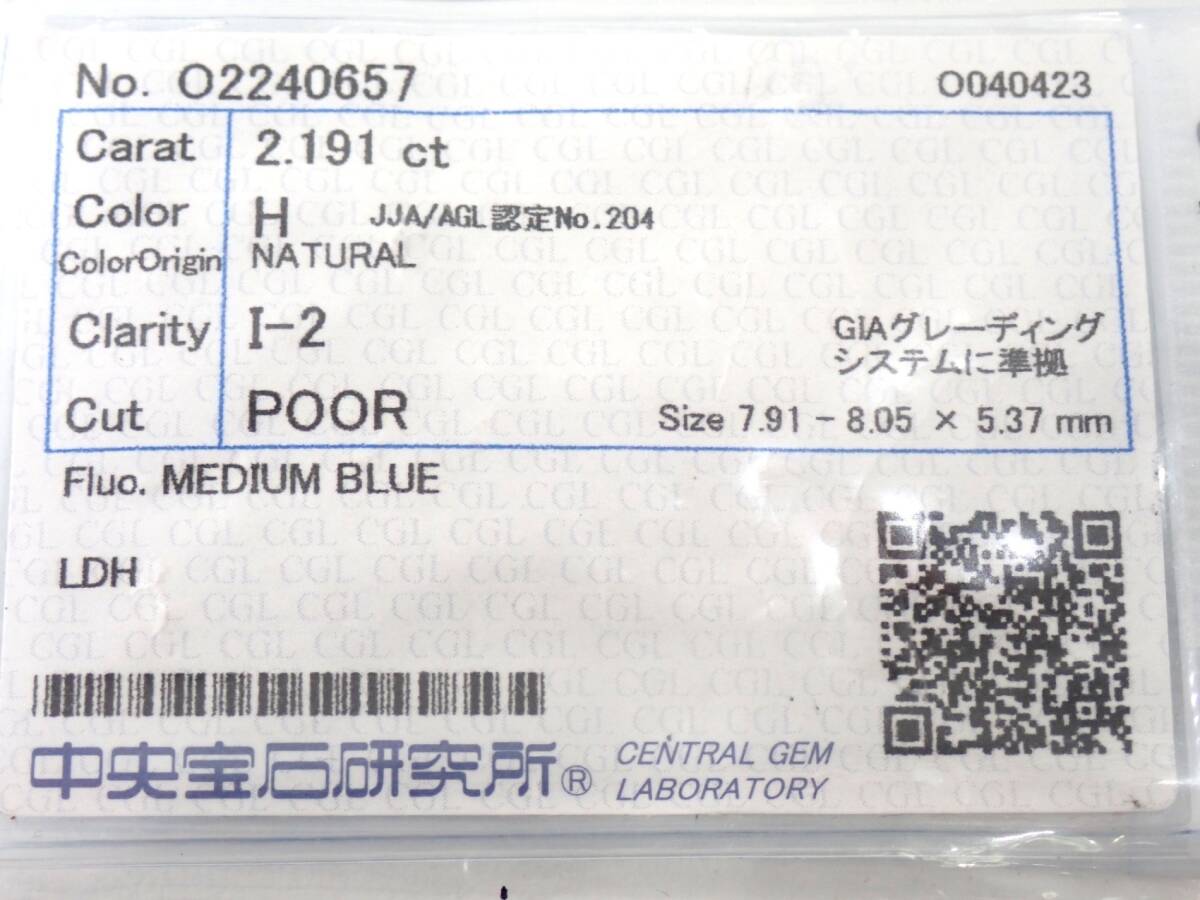 No. O2240657 O040423
Carat 2.191 ct
Color H JJA/AGL認定No.204
ColorOrigin NATURAL
Clarity I-2 GIAグレーディング
システムに準拠
Cut POOR Size 7.91 - 8.05 × 5.37 mm
Fluo. MEDIUM BLUE
LDH
中央宝石研究所® CENTRAL GEM
LABORATORY